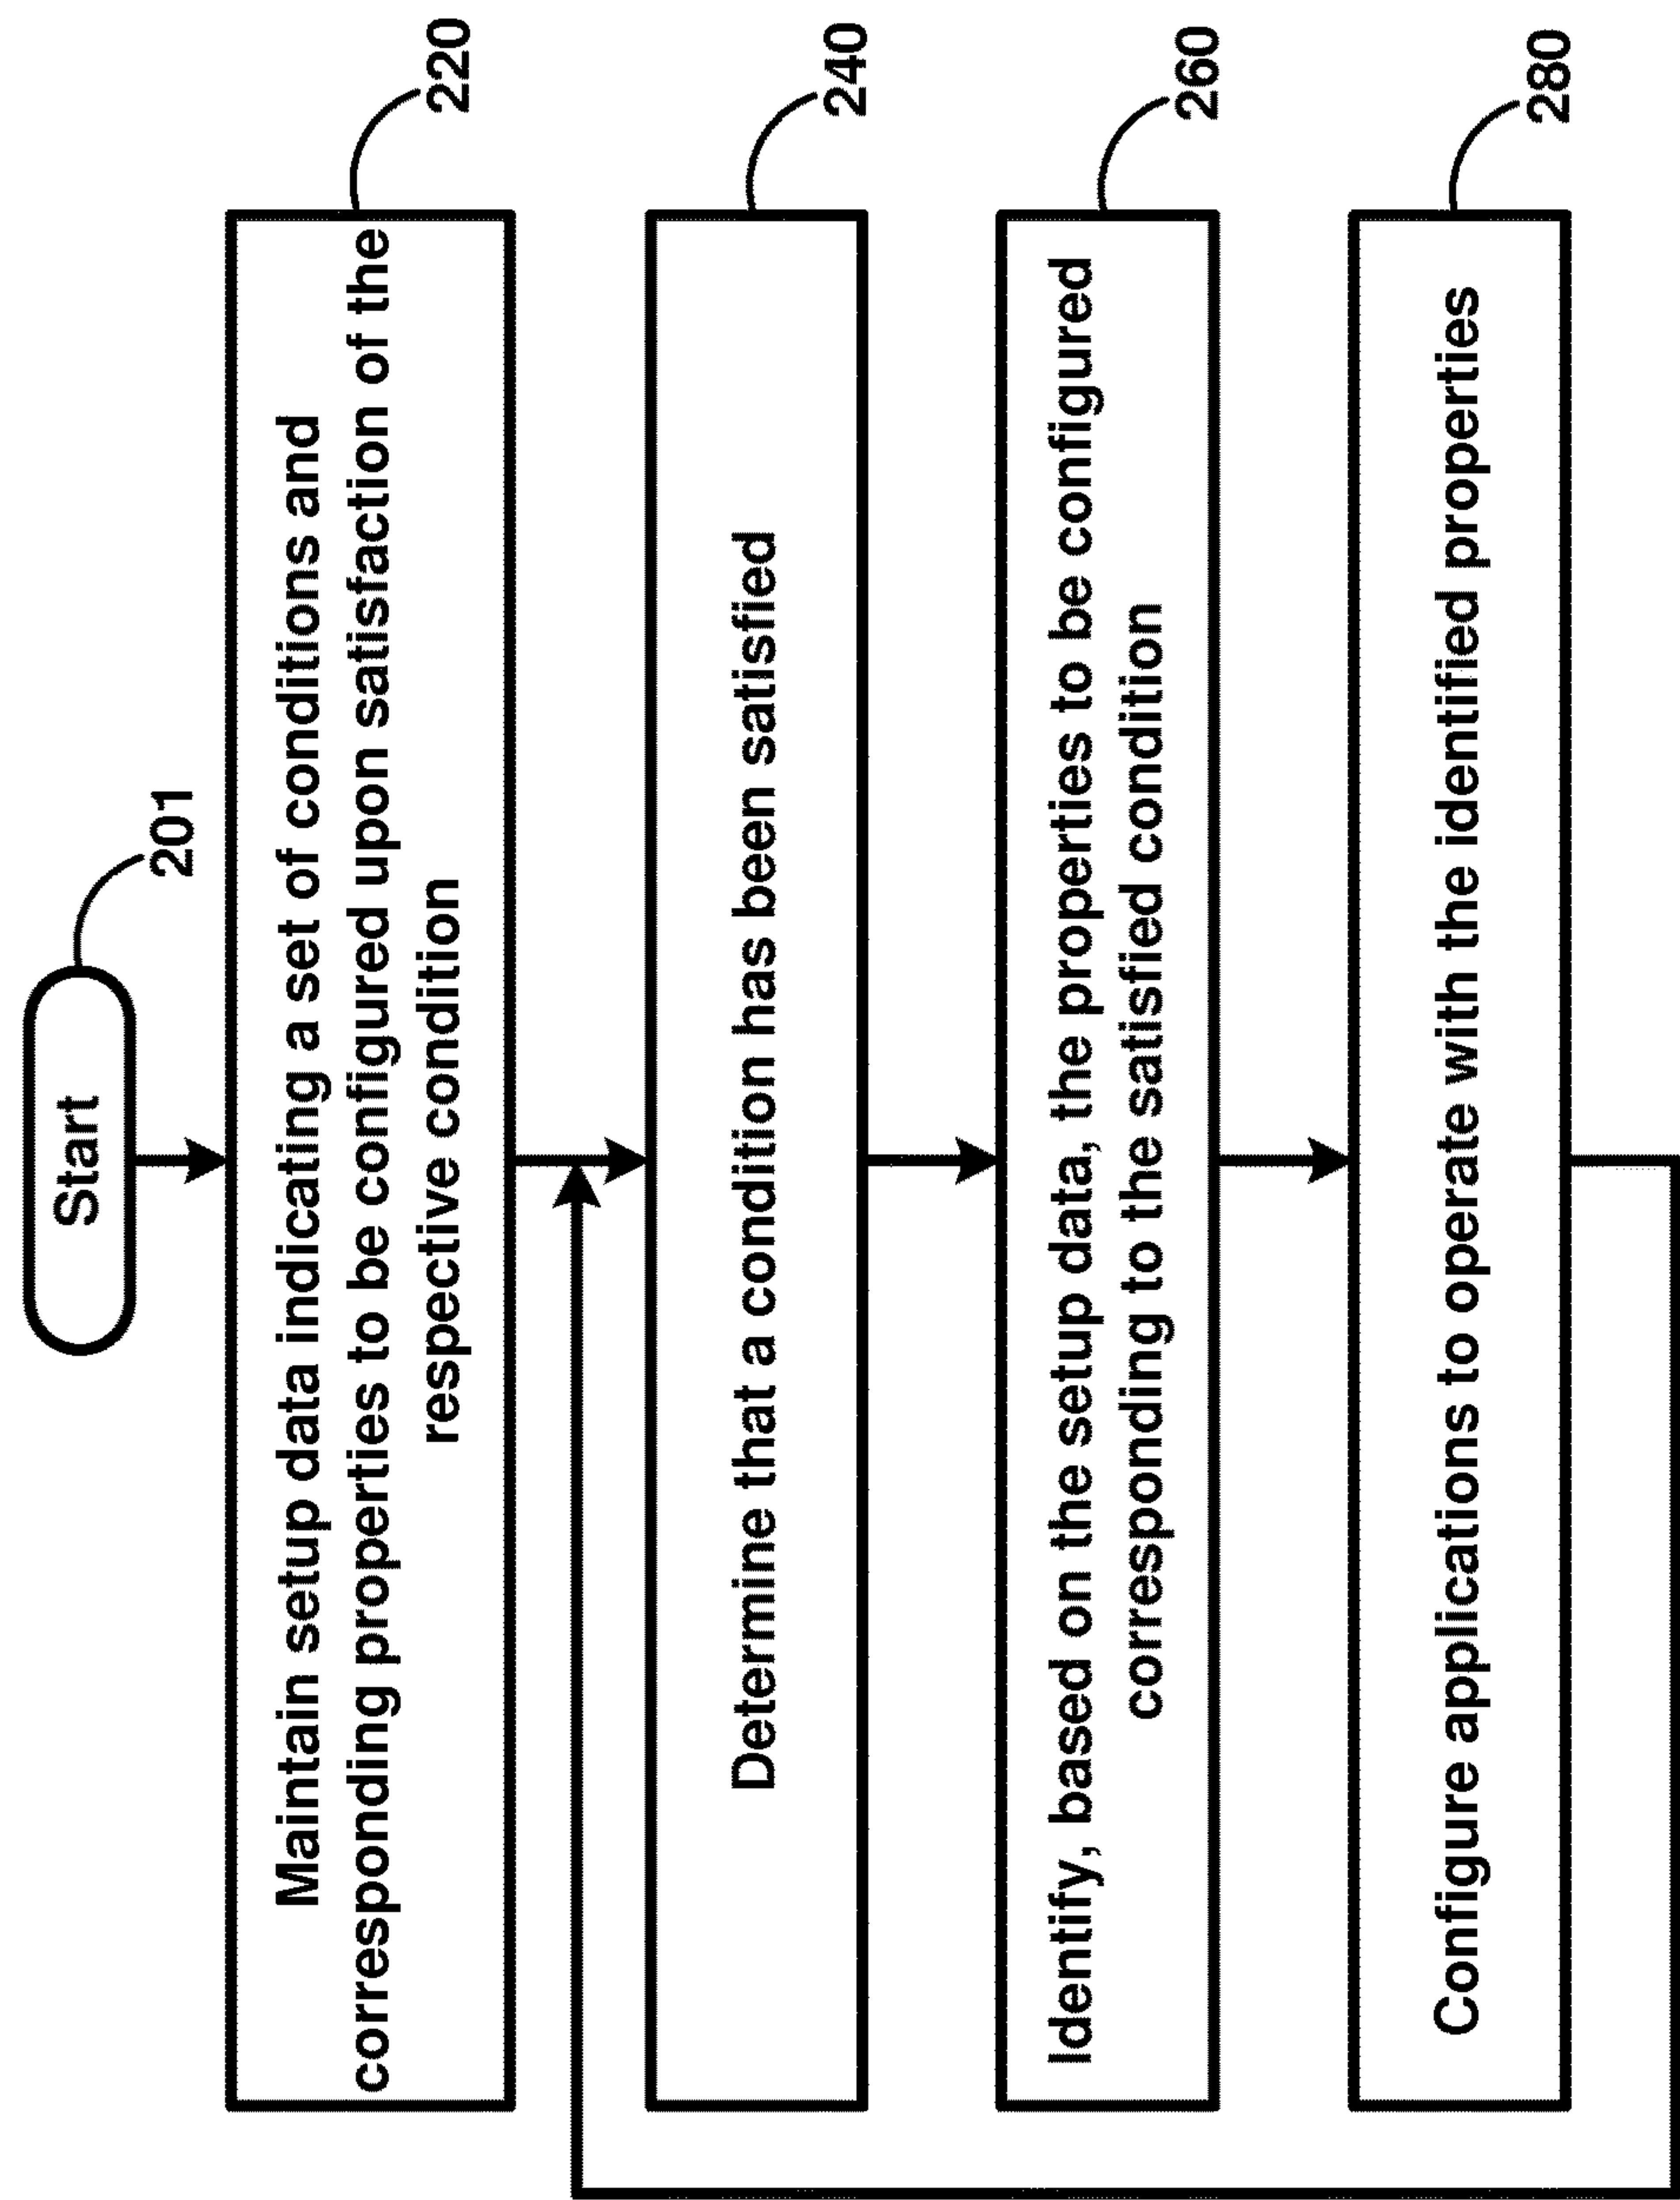 Start
201
Maintain setup data indicating a set of conditions and
corresponding properties to be configured upon satisfaction of the
respective condition
220
Determine that a condition has been satisfied
240
Identify, based on the setup data, the properties to be configured
corresponding to the satisfied condition
260
Configure applications to operate with the identified properties
280